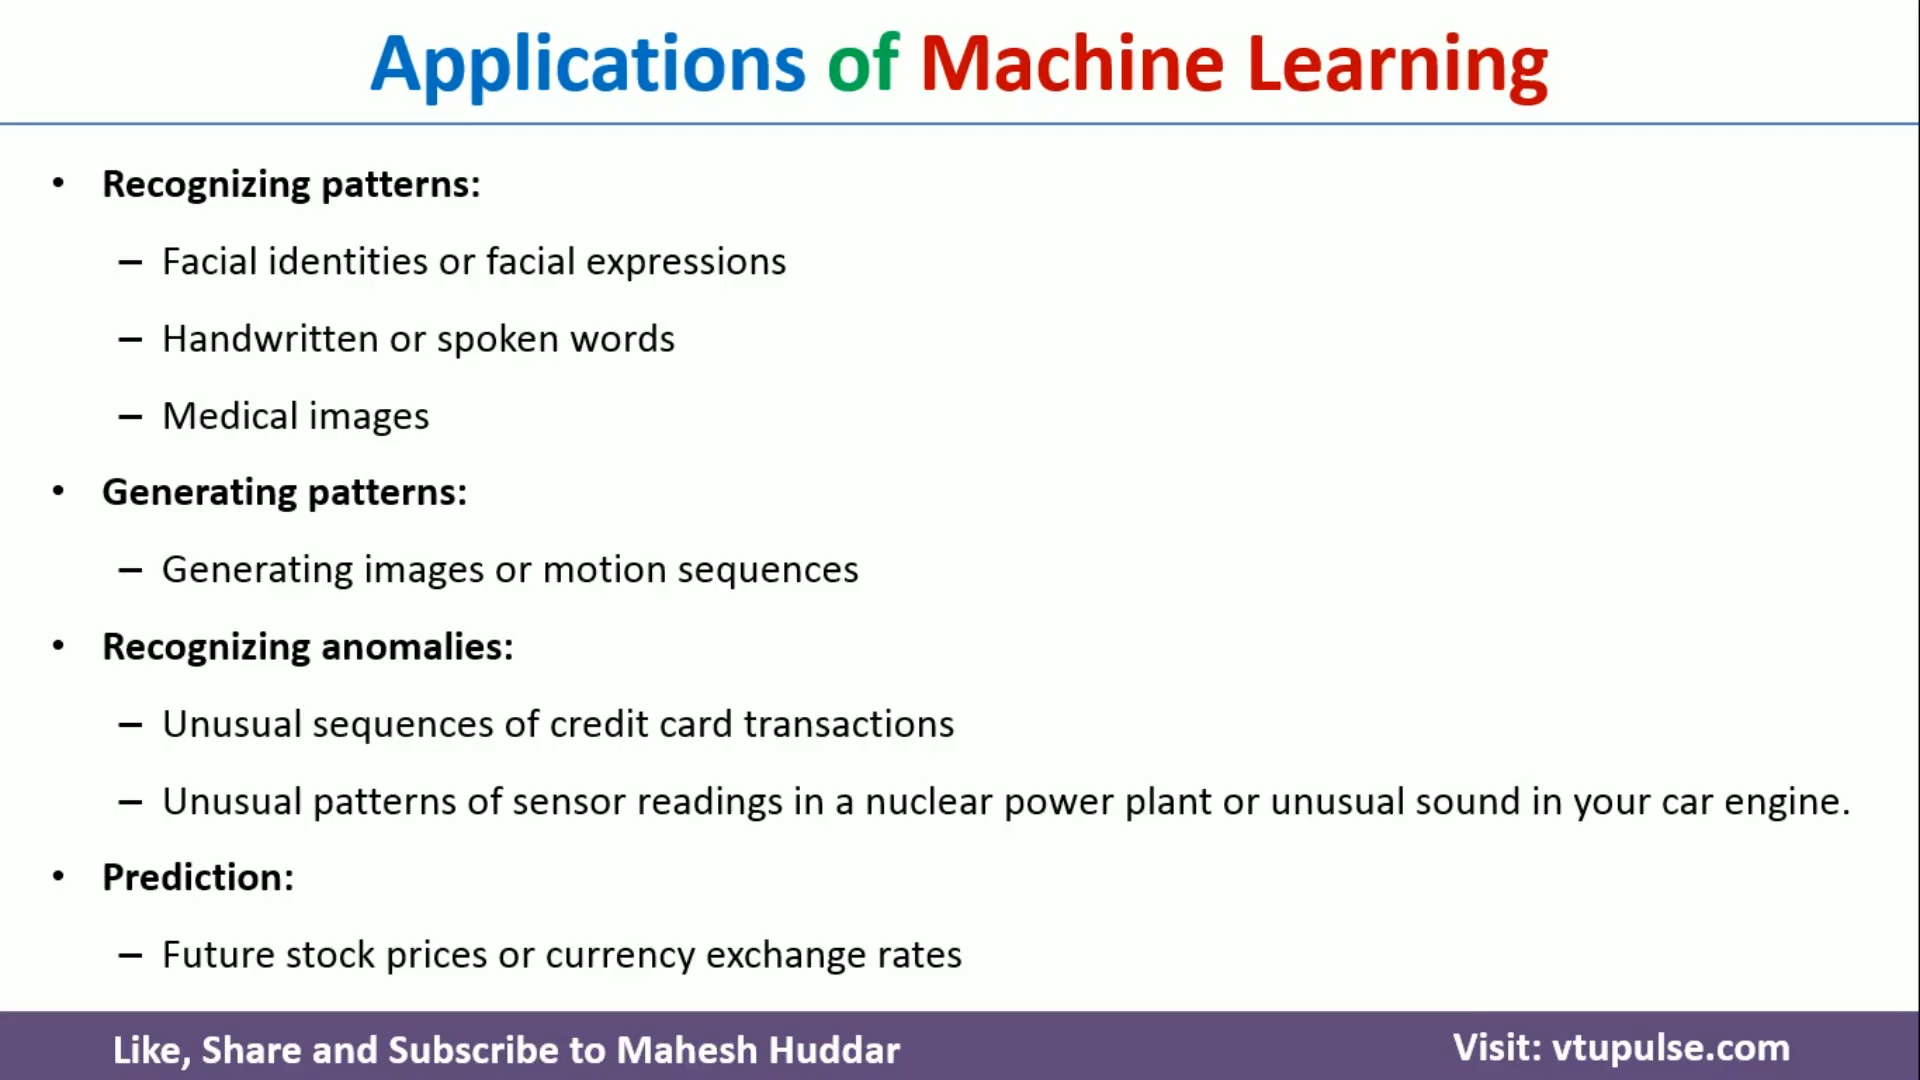 Applications of Machine Learning
• Recognizing patterns:
– Facial identities or facial expressions
– Handwritten or spoken words
– Medical images
• Generating patterns:
– Generating images or motion sequences
• Recognizing anomalies:
– Unusual sequences of credit card transactions
– Unusual patterns of sensor readings in a nuclear power plant or unusual sound in your car engine.
• Prediction:
– Future stock prices or currency exchange rates
Like, Share and Subscribe to Mahesh Huddar
Visit: vtupulse.com